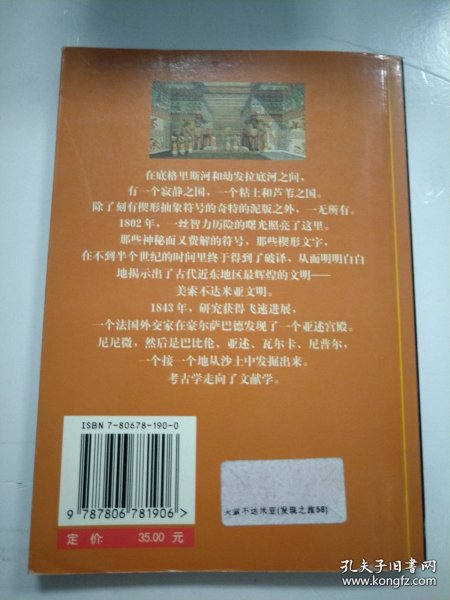 在底格里斯河和幼发拉底河之间，
有一个寂静之国，一个粘土和芦苇之国。
除了刻有楔形抽象符号的奇特的泥版之外，一无所有。
1802年，一丝智力历险的曙光照亮了这里。
那些神秘而又费解的符号，那些楔形文字，
在不到半个世纪的时间里终于得到了破译，从而明明白白
地揭示出了古代近东地区最辉煌的文明——
美索不达米亚文明。
1843年，研究获得飞速进展，
一个法国外交家在豪尔萨巴德发现了一个亚述宫殿。
尼尼微，然后是巴比伦、亚述、瓦尔卡、尼普尔，
一个接一个地从沙土中发掘出来。
考古学走向了文献学。
ISBN 7-80678-190-0
9 787806 781906 >
定价: 35.00 元
美索不达米亚(发现之旅58)
孔夫子旧书网
www.kongfz.com